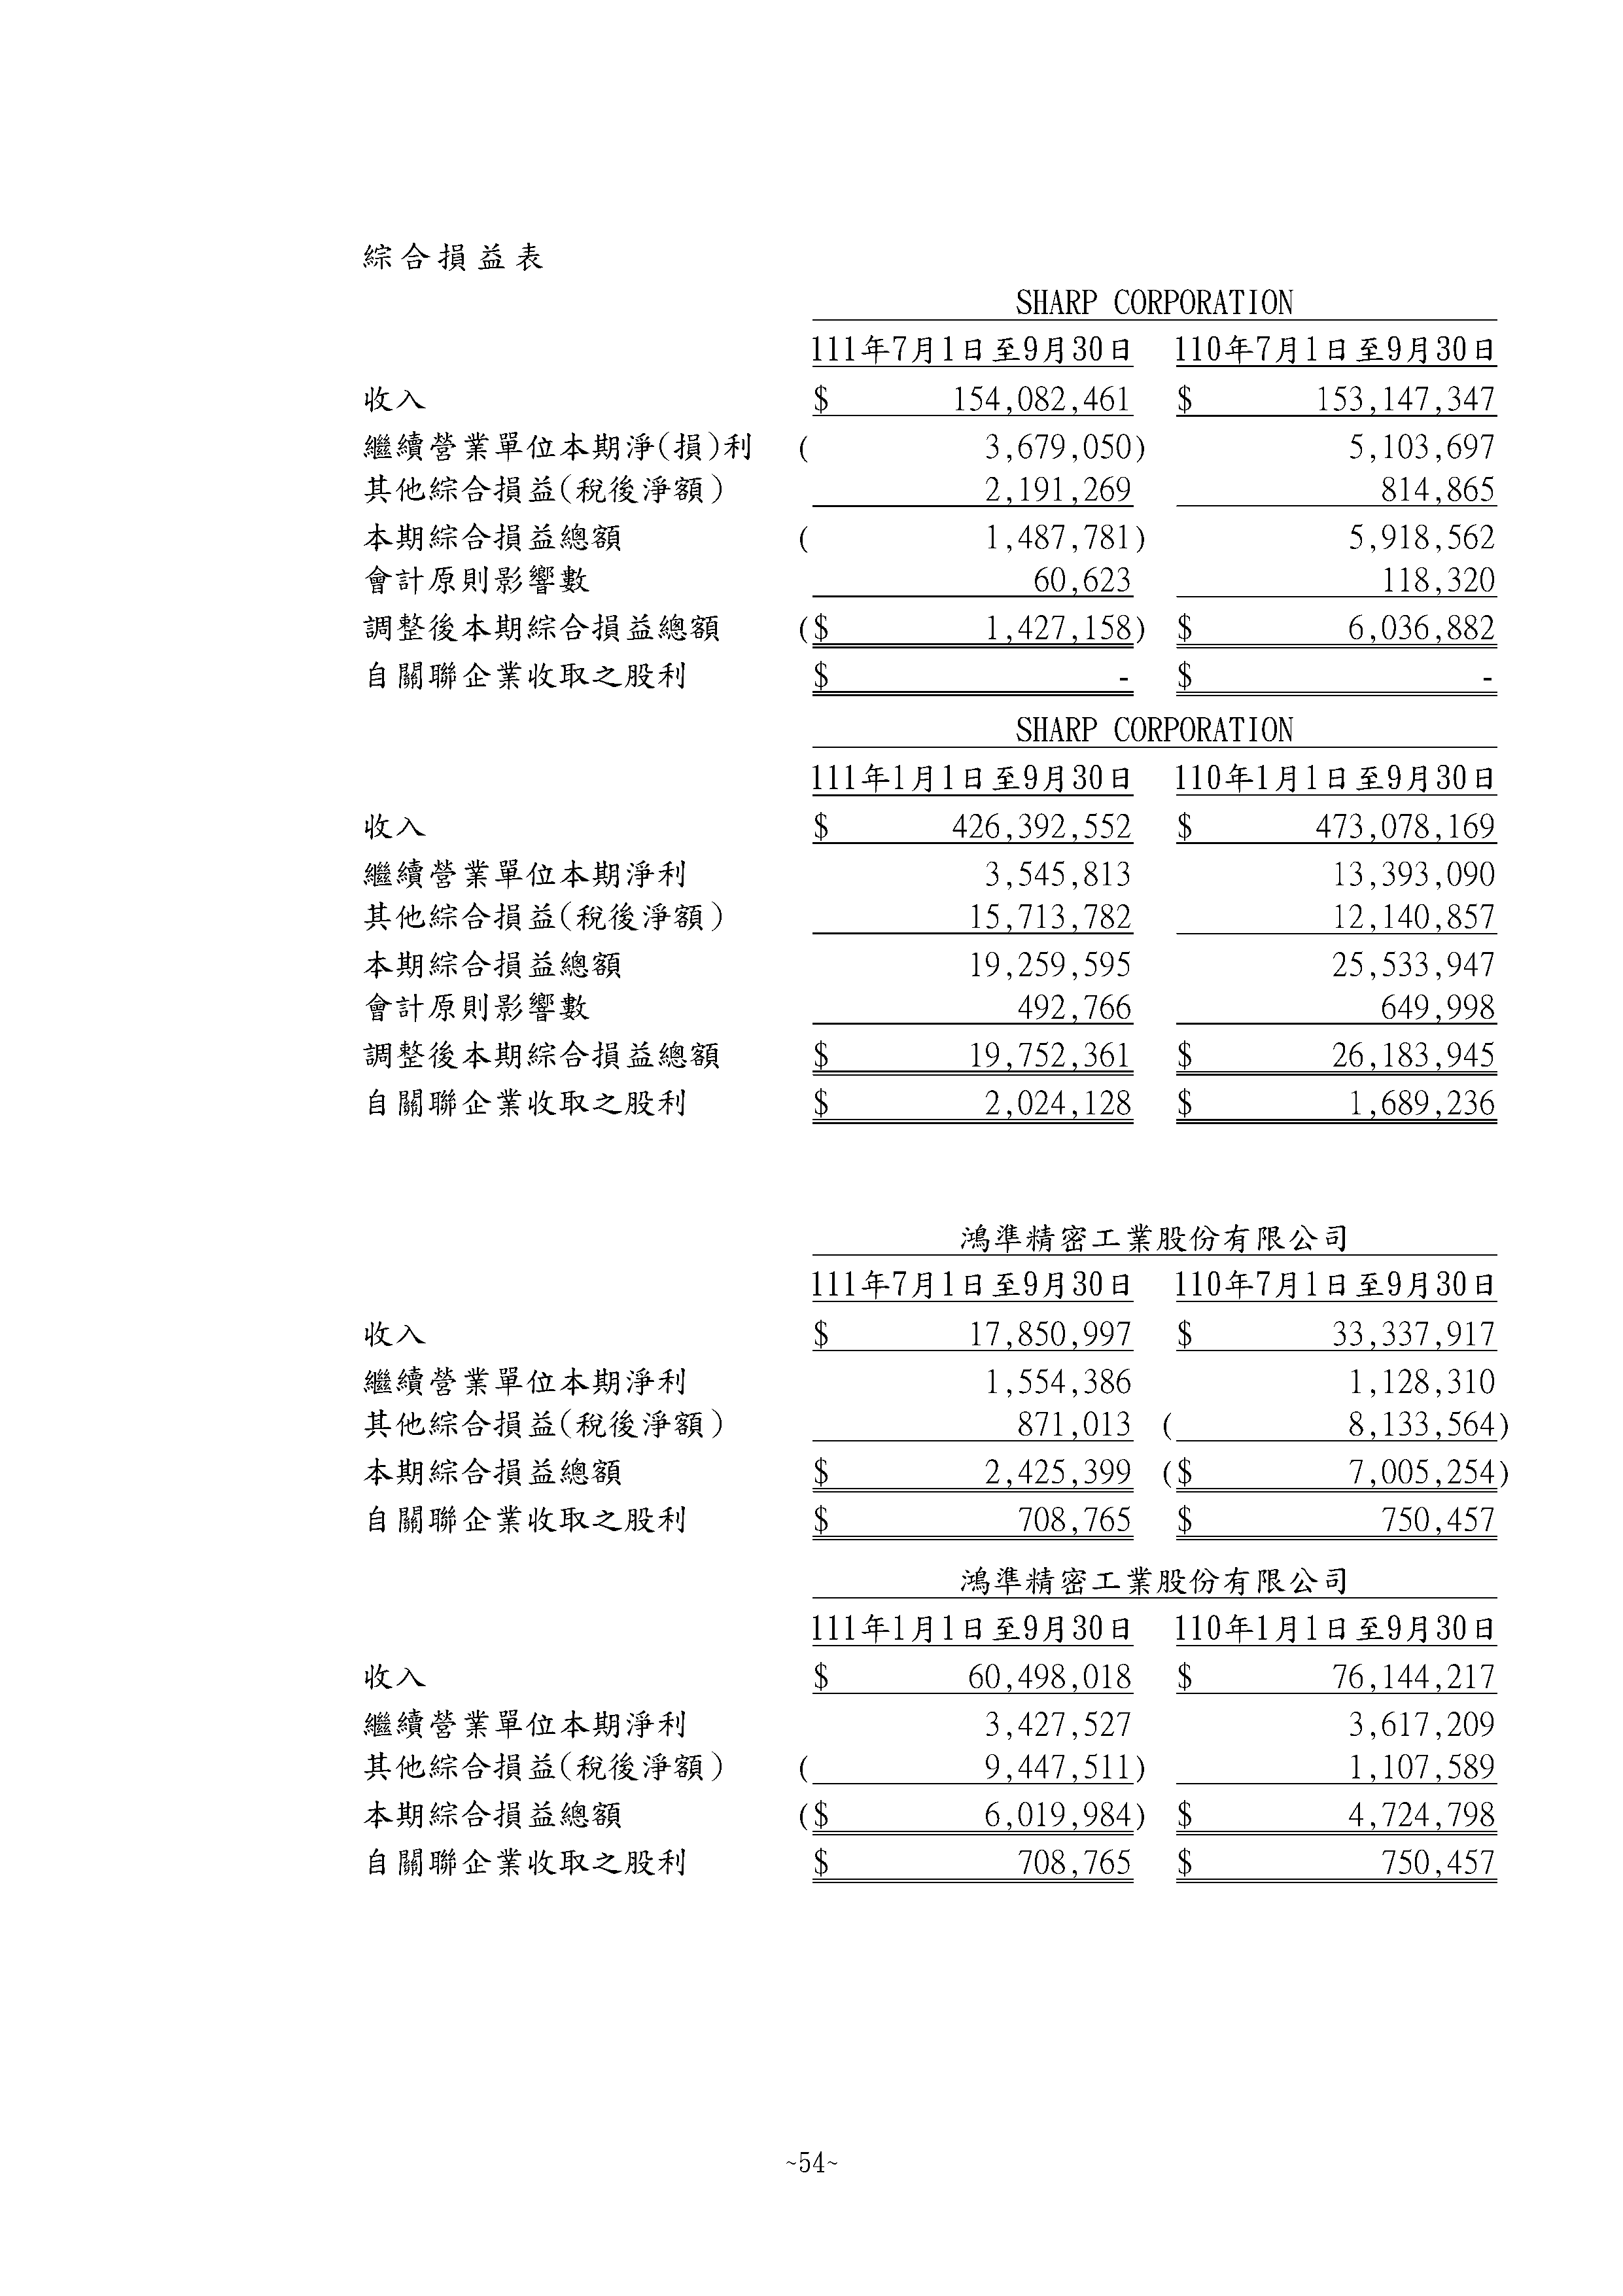 綜合損益表
SHARP CORPORATION
111年7月1日至9月30日 110年7月1日至9月30日
收入 $ 154,082,461 $ 153,147,347
繼續營業單位本期淨(損)利 ( 3,679,050) 5,103,697
其他綜合損益(稅後淨額) 2,191,269 814,865
本期綜合損益總額 ( 1,487,781) 5,918,562
會計原則影響數 60,623 118,320
調整後本期綜合損益總額 ($ 1,427,158) $ 6,036,882
自關聯企業收取之股利 $ - $ -
SHARP CORPORATION
111年1月1日至9月30日 110年1月1日至9月30日
收入 $ 426,392,552 $ 473,078,169
繼續營業單位本期淨利 3,545,813 13,393,090
其他綜合損益(稅後淨額) 15,713,782 12,140,857
本期綜合損益總額 19,259,595 25,533,947
會計原則影響數 492,766 649,998
調整後本期綜合損益總額 $ 19,752,361 $ 26,183,945
自關聯企業收取之股利 $ 2,024,128 $ 1,689,236
鴻準精密工業股份有限公司
111年7月1日至9月30日 110年7月1日至9月30日
收入 $ 17,850,997 $ 33,337,917
繼續營業單位本期淨利 1,554,386 1,128,310
其他綜合損益(稅後淨額) 871,013 ( 8,133,564)
本期綜合損益總額 $ 2,425,399 ($ 7,005,254)
自關聯企業收取之股利 $ 708,765 $ 750,457
鴻準精密工業股份有限公司
111年1月1日至9月30日 110年1月1日至9月30日
收入 $ 60,498,018 $ 76,144,217
繼續營業單位本期淨利 3,427,527 3,617,209
其他綜合損益(稅後淨額) ( 9,447,511) 1,107,589
本期綜合損益總額 ($ 6,019,984) $ 4,724,798
自關聯企業收取之股利 $ 708,765 $ 750,457
~54~